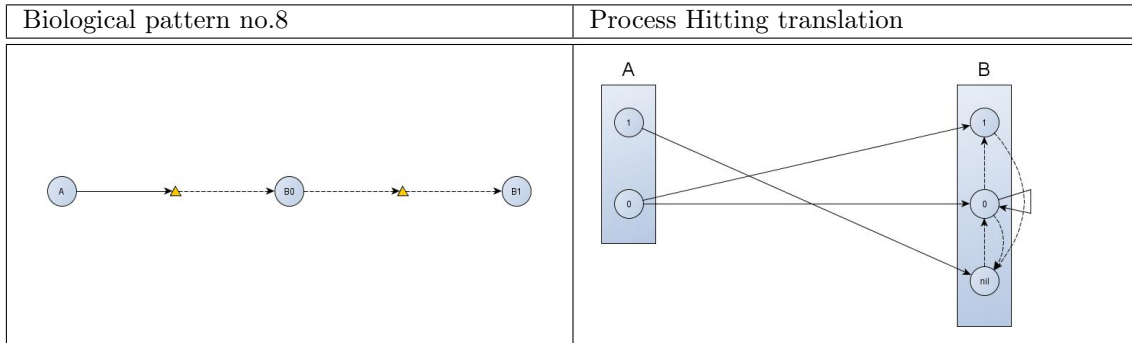 Biological pattern no.8
Process Hitting translation
A
B
1
1
A
B0
B1
0
0
nil